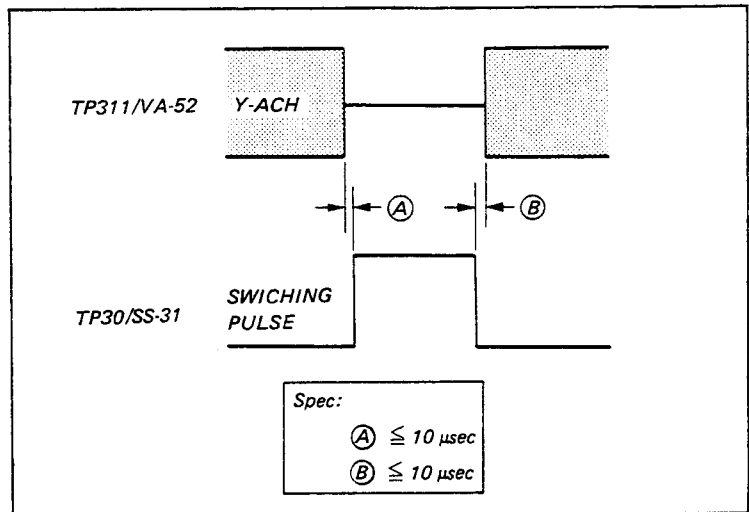 TP311/VA-52 Y-ACH
A B
TP30/SS-31 SWICHING
PULSE
Spec:
A ≦ 10 μsec
B ≦ 10 μsec